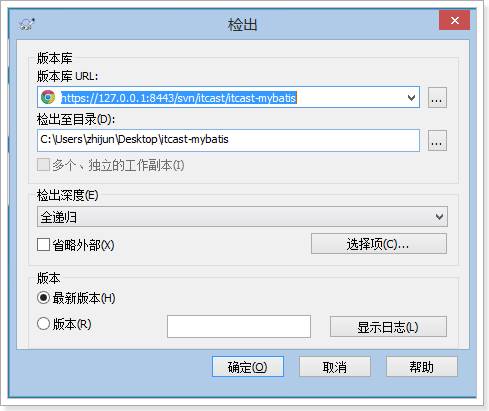 检出
版本库
版本库 URL:
https://127.0.0.1:8443/svn/itcast/itcast-mybatis
...
检出至目录(D):
C:\Users\zhijun\Desktop\itcast-mybatis
...
多个、独立的工作副本(I)
检出深度(E)
全递归
省略外部(X)
选择项(C)...
版本
最新版本(H)
版本(R)
显示日志(L)
确定(O)
取消
帮助